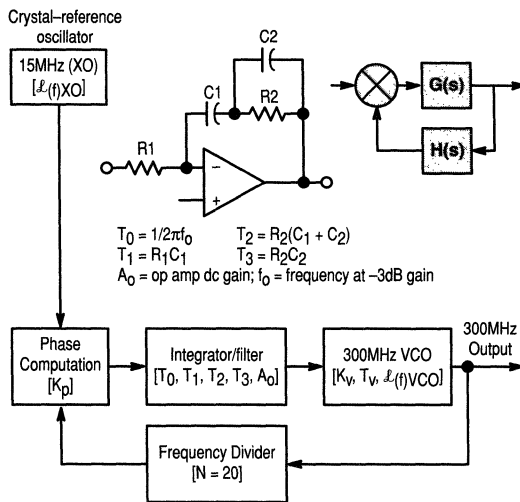 Crystal–reference
oscillator
15MHz (XO)
[ℒ(f)XO]
C2
C1
R2
R1
−
+
G(s)
H(s)
T₀ = 1/2πf₀
T₂ = R₂(C₁ + C₂)
T₁ = R₁C₁
T₃ = R₂C₂
A₀ = op amp dc gain; f₀ = frequency at –3dB gain
300MHz
Output
Phase
Computation
[Kₚ]
Integrator/filter
[T₀, T₁, T₂, T₃, A₀]
300MHz VCO
[Kᵥ, Tᵥ, ℒ(f)VCO]
Frequency Divider
[N = 20]